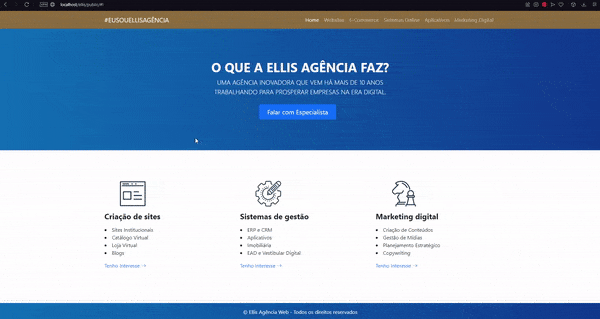 localhost/ellis/public/#!
#EUSOUELLISAGÊNCIA
Home Websites E-Commerce Sistemas Online Aplicativos Marketing Digital
O QUE A ELLIS AGÊNCIA FAZ?
UMA AGÊNCIA INOVADORA QUE VEM HÁ MAIS DE 10 ANOS
TRABALHANDO PARA PROSPERAR EMPRESAS NA ERA DIGITAL.
Falar com Especialista
Criação de sites
Sites Institucionais
Catálogo Virtual
Loja Virtual
Blogs
Tenho Interesse →
Sistemas de gestão
ERP e CRM
Aplicativos
Imobiliária
EAD e Vestibular Digital
Tenho Interesse →
Marketing digital
Criação de Conteúdos
Gestão de Mídias
Planejamento Estratégico
Copywriting
Tenho Interesse →
© Ellis Agência Web - Todos os direitos reservados